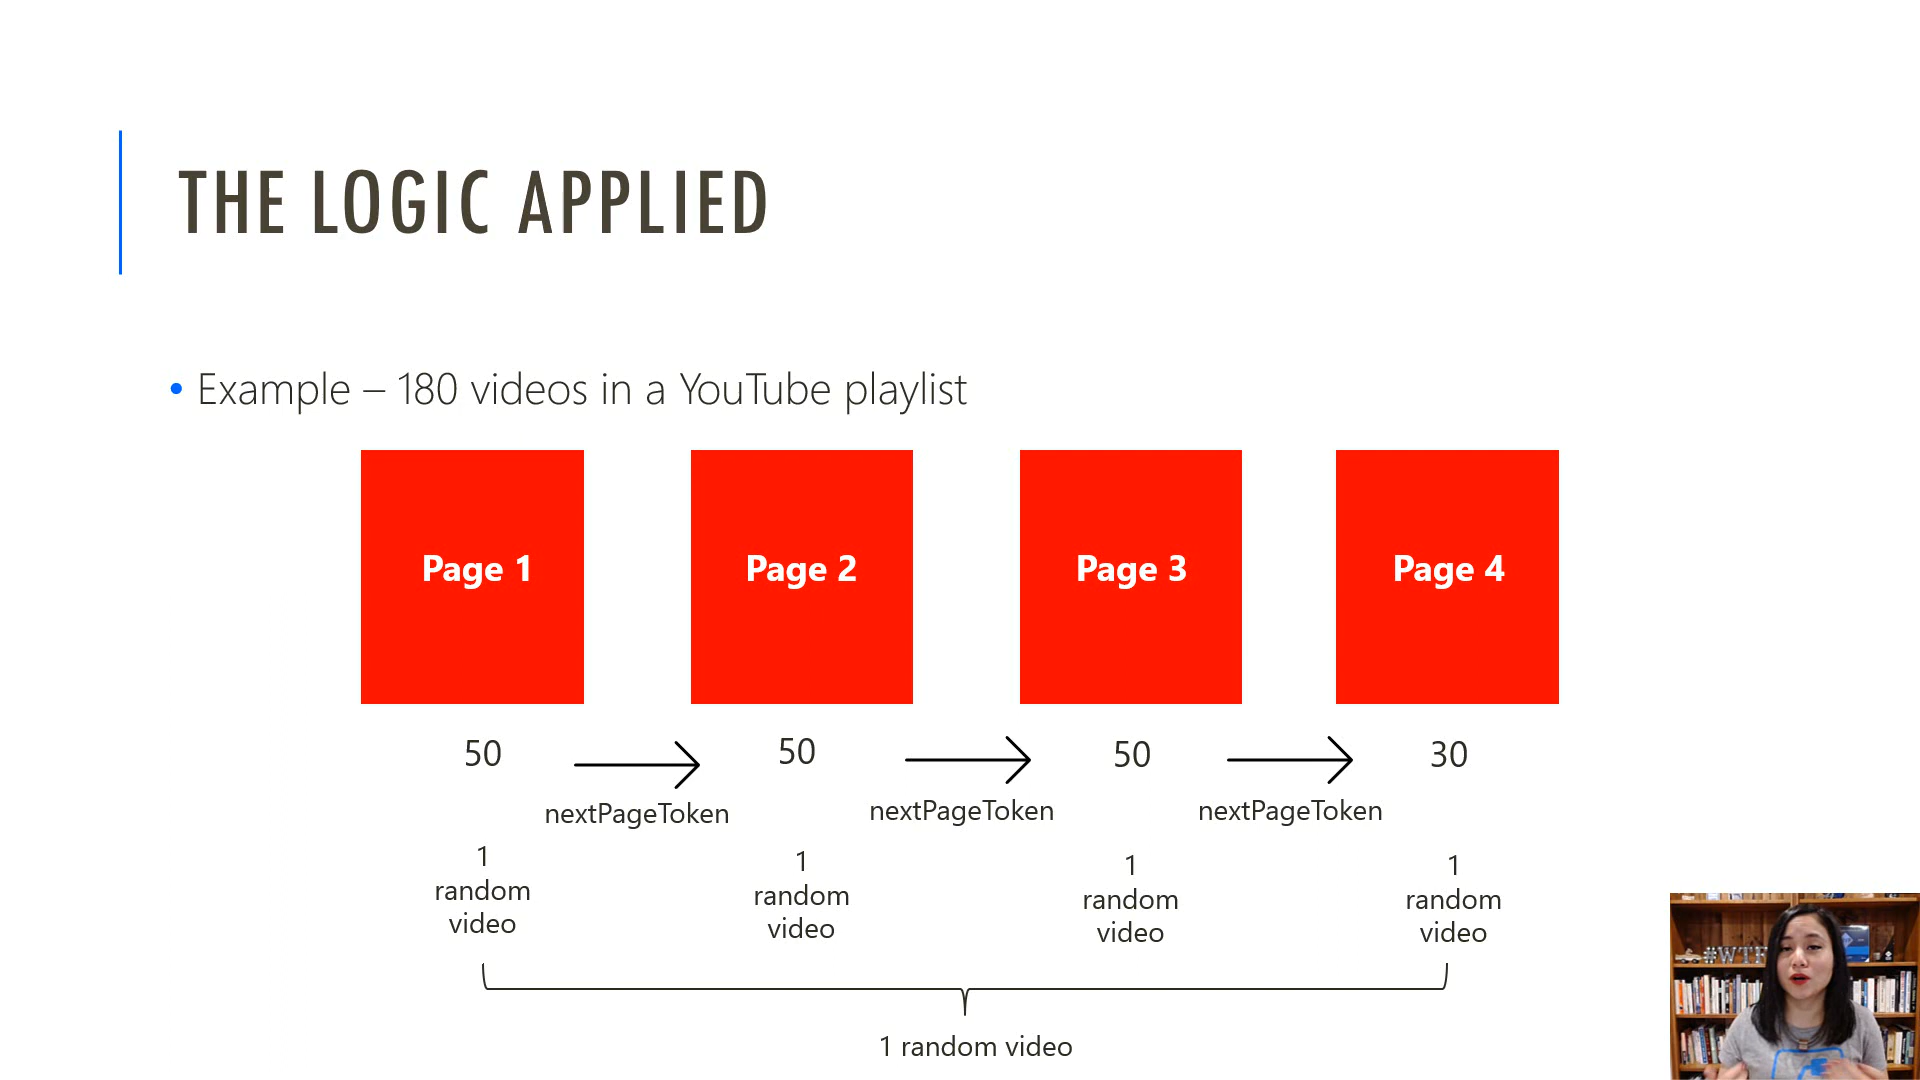 THE LOGIC APPLIED
• Example – 180 videos in a YouTube playlist
Page 1
Page 2
Page 3
Page 4
50
50
50
30
nextPageToken
nextPageToken
nextPageToken
1
random
video
1
random
video
1
random
video
1
random
video
1 random video
#WTF